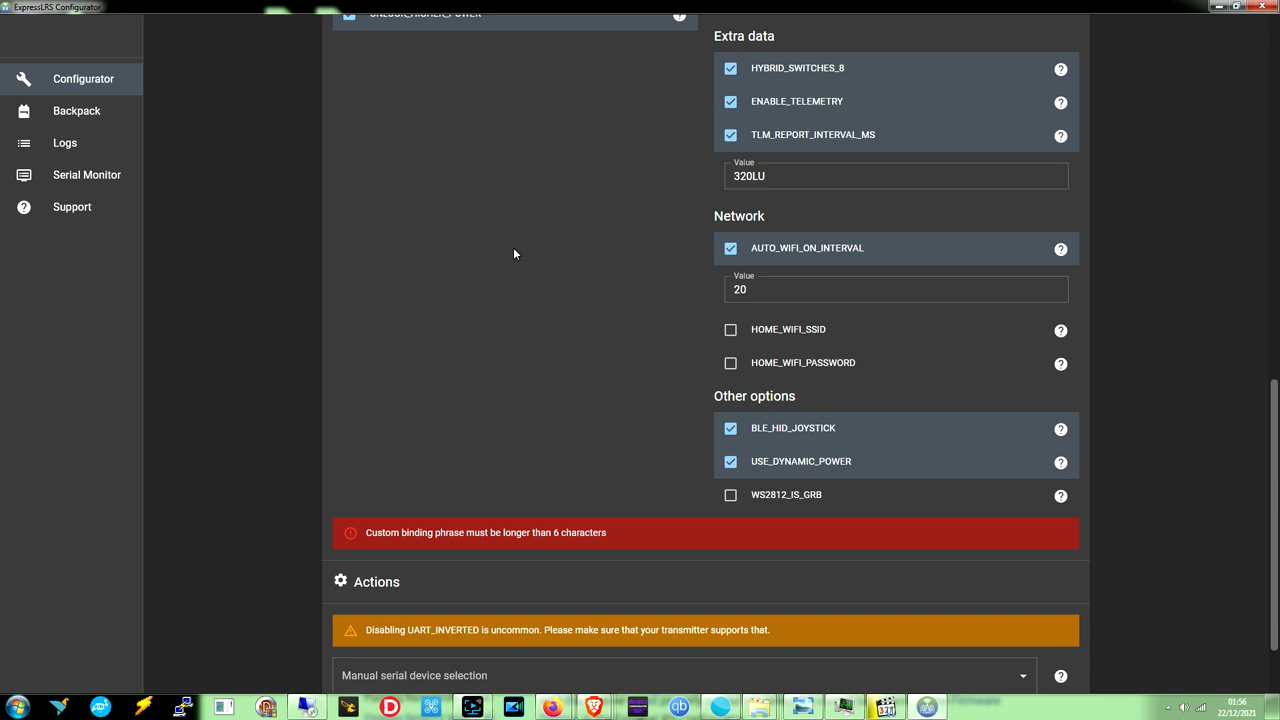 ExpressLRS Configurator
UNLOCK_HIGHER_POWER
Extra data
Configurator
HYBRID_SWITCHES_8
Backpack
ENABLE_TELEMETRY
Logs
TLM_REPORT_INTERVAL_MS
Serial Monitor
Value
320LU
Support
Network
AUTO_WIFI_ON_INTERVAL
Value
20
HOME_WIFI_SSID
HOME_WIFI_PASSWORD
Other options
BLE_HID_JOYSTICK
USE_DYNAMIC_POWER
WS2812_IS_GRB
Custom binding phrase must be longer than 6 characters
Actions
Disabling UART_INVERTED is uncommon. Please make sure that your transmitter supports that.
Manual serial device selection
01:56
22/12/2021